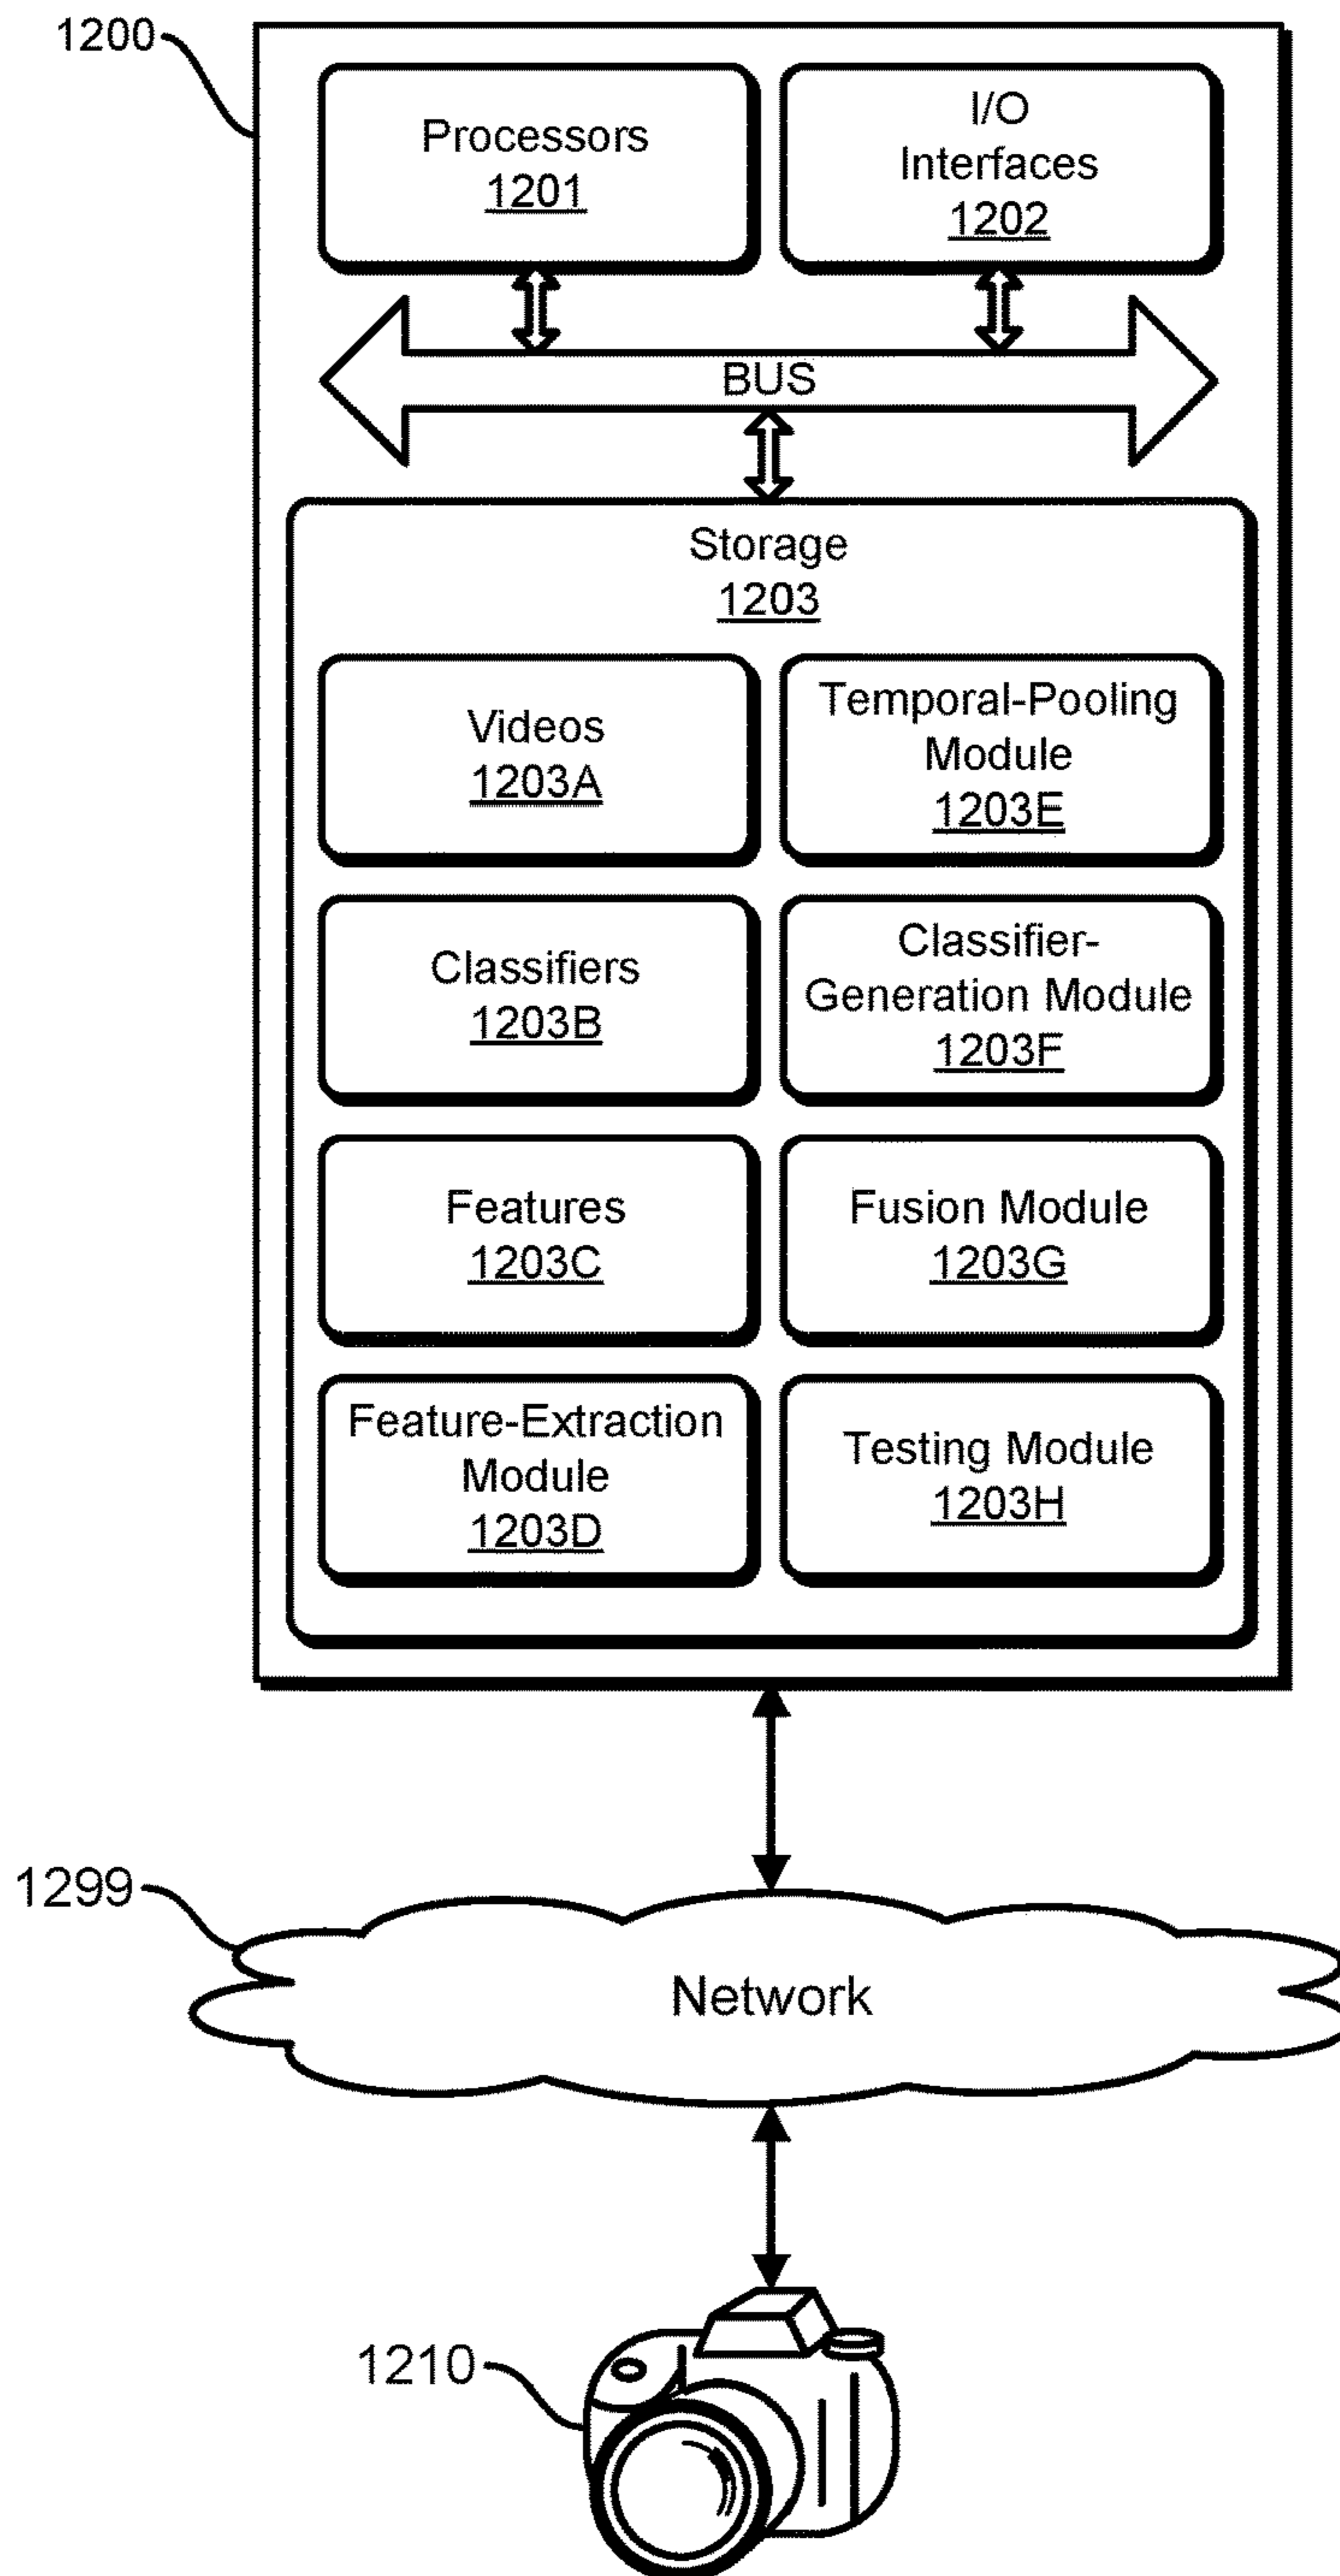 1200
Processors
1201
I/O
Interfaces
1202
BUS
Storage
1203
Videos
1203A
Temporal-Pooling
Module
1203E
Classifiers
1203B
Classifier-
Generation Module
1203F
Features
1203C
Fusion Module
1203G
Feature-Extraction
Module
1203D
Testing Module
1203H
1299
Network
1210